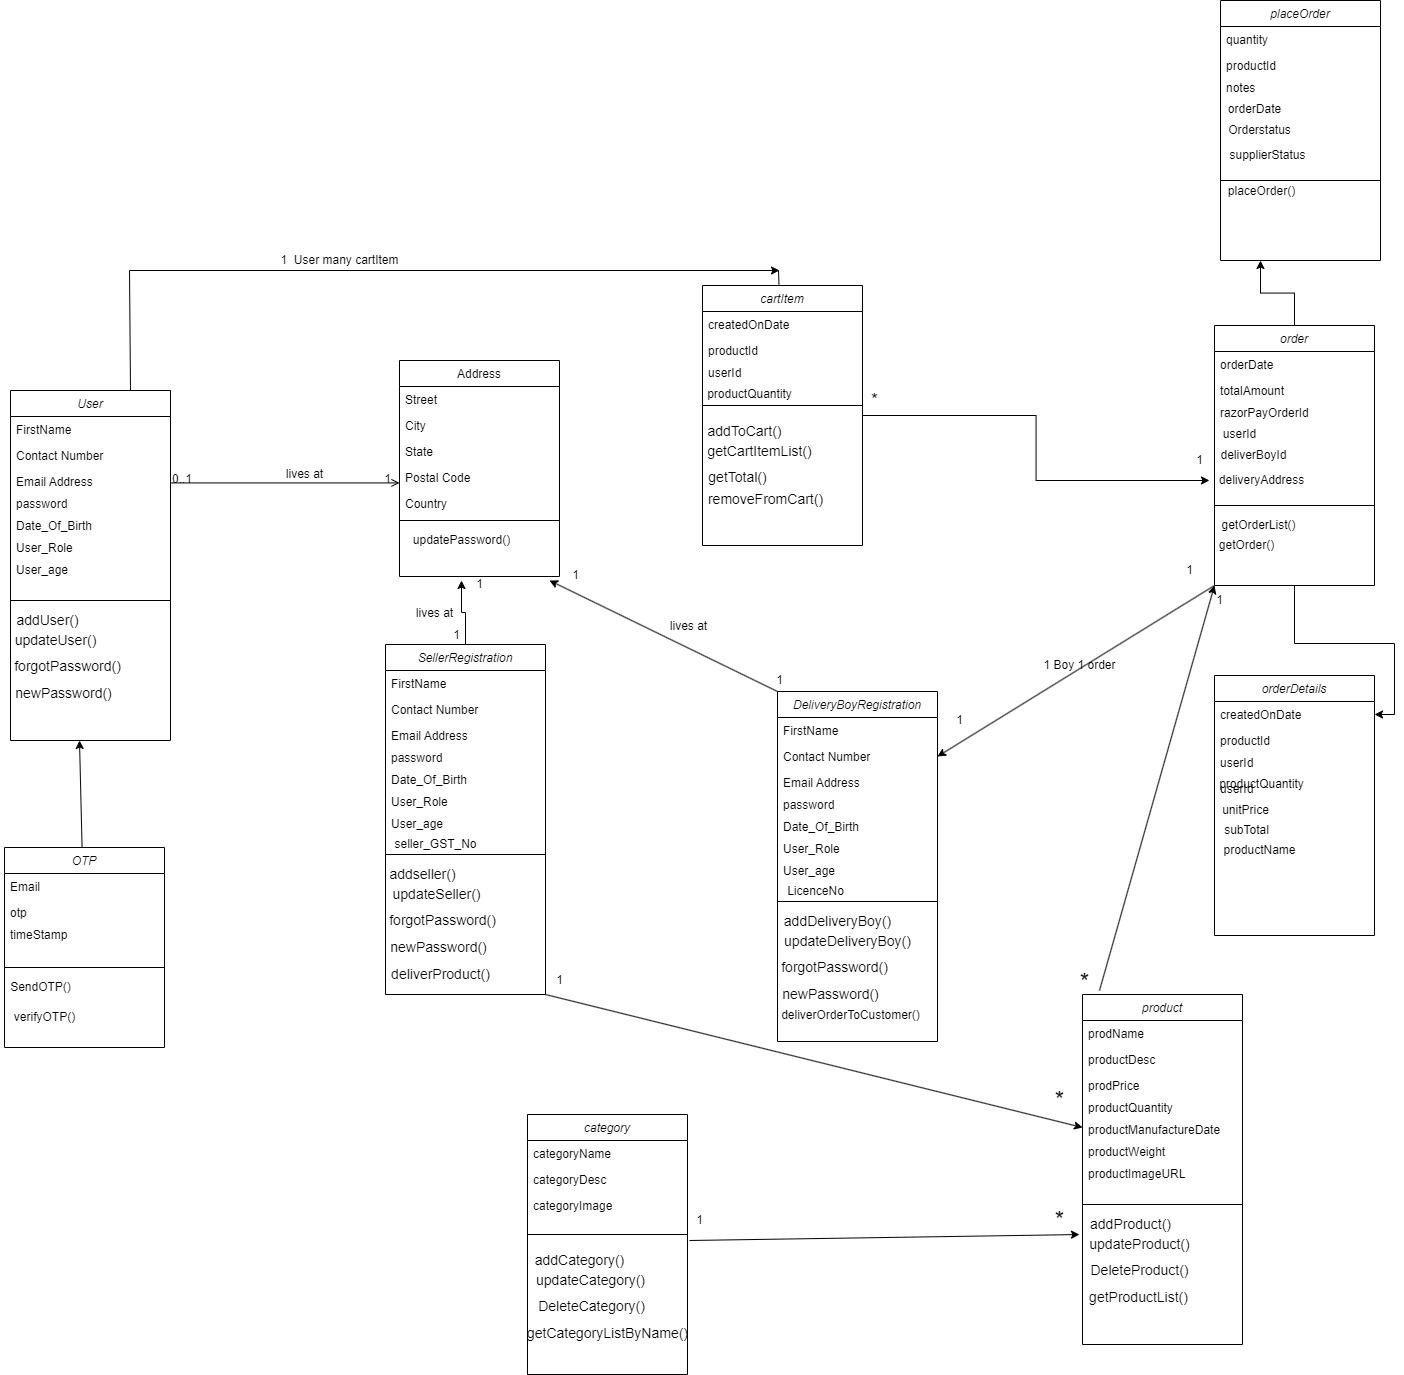 placeOrder
quantity
productId
notes
orderDate
Orderstatus
supplierStatus
placeOrder()
1 User many cartItem
cartItem
createdOnDate
productId
userId
productQuantity
addToCart()
getCartItemList()
getTotal()
removeFromCart()
*
1
order
orderDate
totalAmount
razorPayOrderId
userId
deliverBoyId
deliveryAddress
getOrderList()
getOrder()
Address
Street
City
State
Postal Code
Country
updatePassword()
User
FirstName
Contact Number
Email Address
password
Date_Of_Birth
User_Role
User_age
addUser()
updateUser()
forgotPassword()
newPassword()
0..1
lives at
1
1
lives at
1
1
lives at
1
1
1
1 Boy 1 order
1
SellerRegistration
FirstName
Contact Number
Email Address
password
Date_Of_Birth
User_Role
User_age
seller_GST_No
addseller()
updateSeller()
forgotPassword()
newPassword()
deliverProduct()
DeliveryBoyRegistration
FirstName
Contact Number
Email Address
password
Date_Of_Birth
User_Role
User_age
LicenceNo
addDeliveryBoy()
updateDeliveryBoy()
forgotPassword()
newPassword()
deliverOrderToCustomer()
orderDetails
createdOnDate
productId
userId
productQuantity
userId
unitPrice
subTotal
productName
OTP
Email
otp
timeStamp
SendOTP()
verifyOTP()
1
*
*
product
prodName
productDesc
prodPrice
productQuantity
productManufactureDate
productWeight
productImageURL
addProduct()
updateProduct()
DeleteProduct()
getProductList()
category
categoryName
categoryDesc
categoryImage
addCategory()
updateCategory()
DeleteCategory()
getCategoryListByName()
1
*